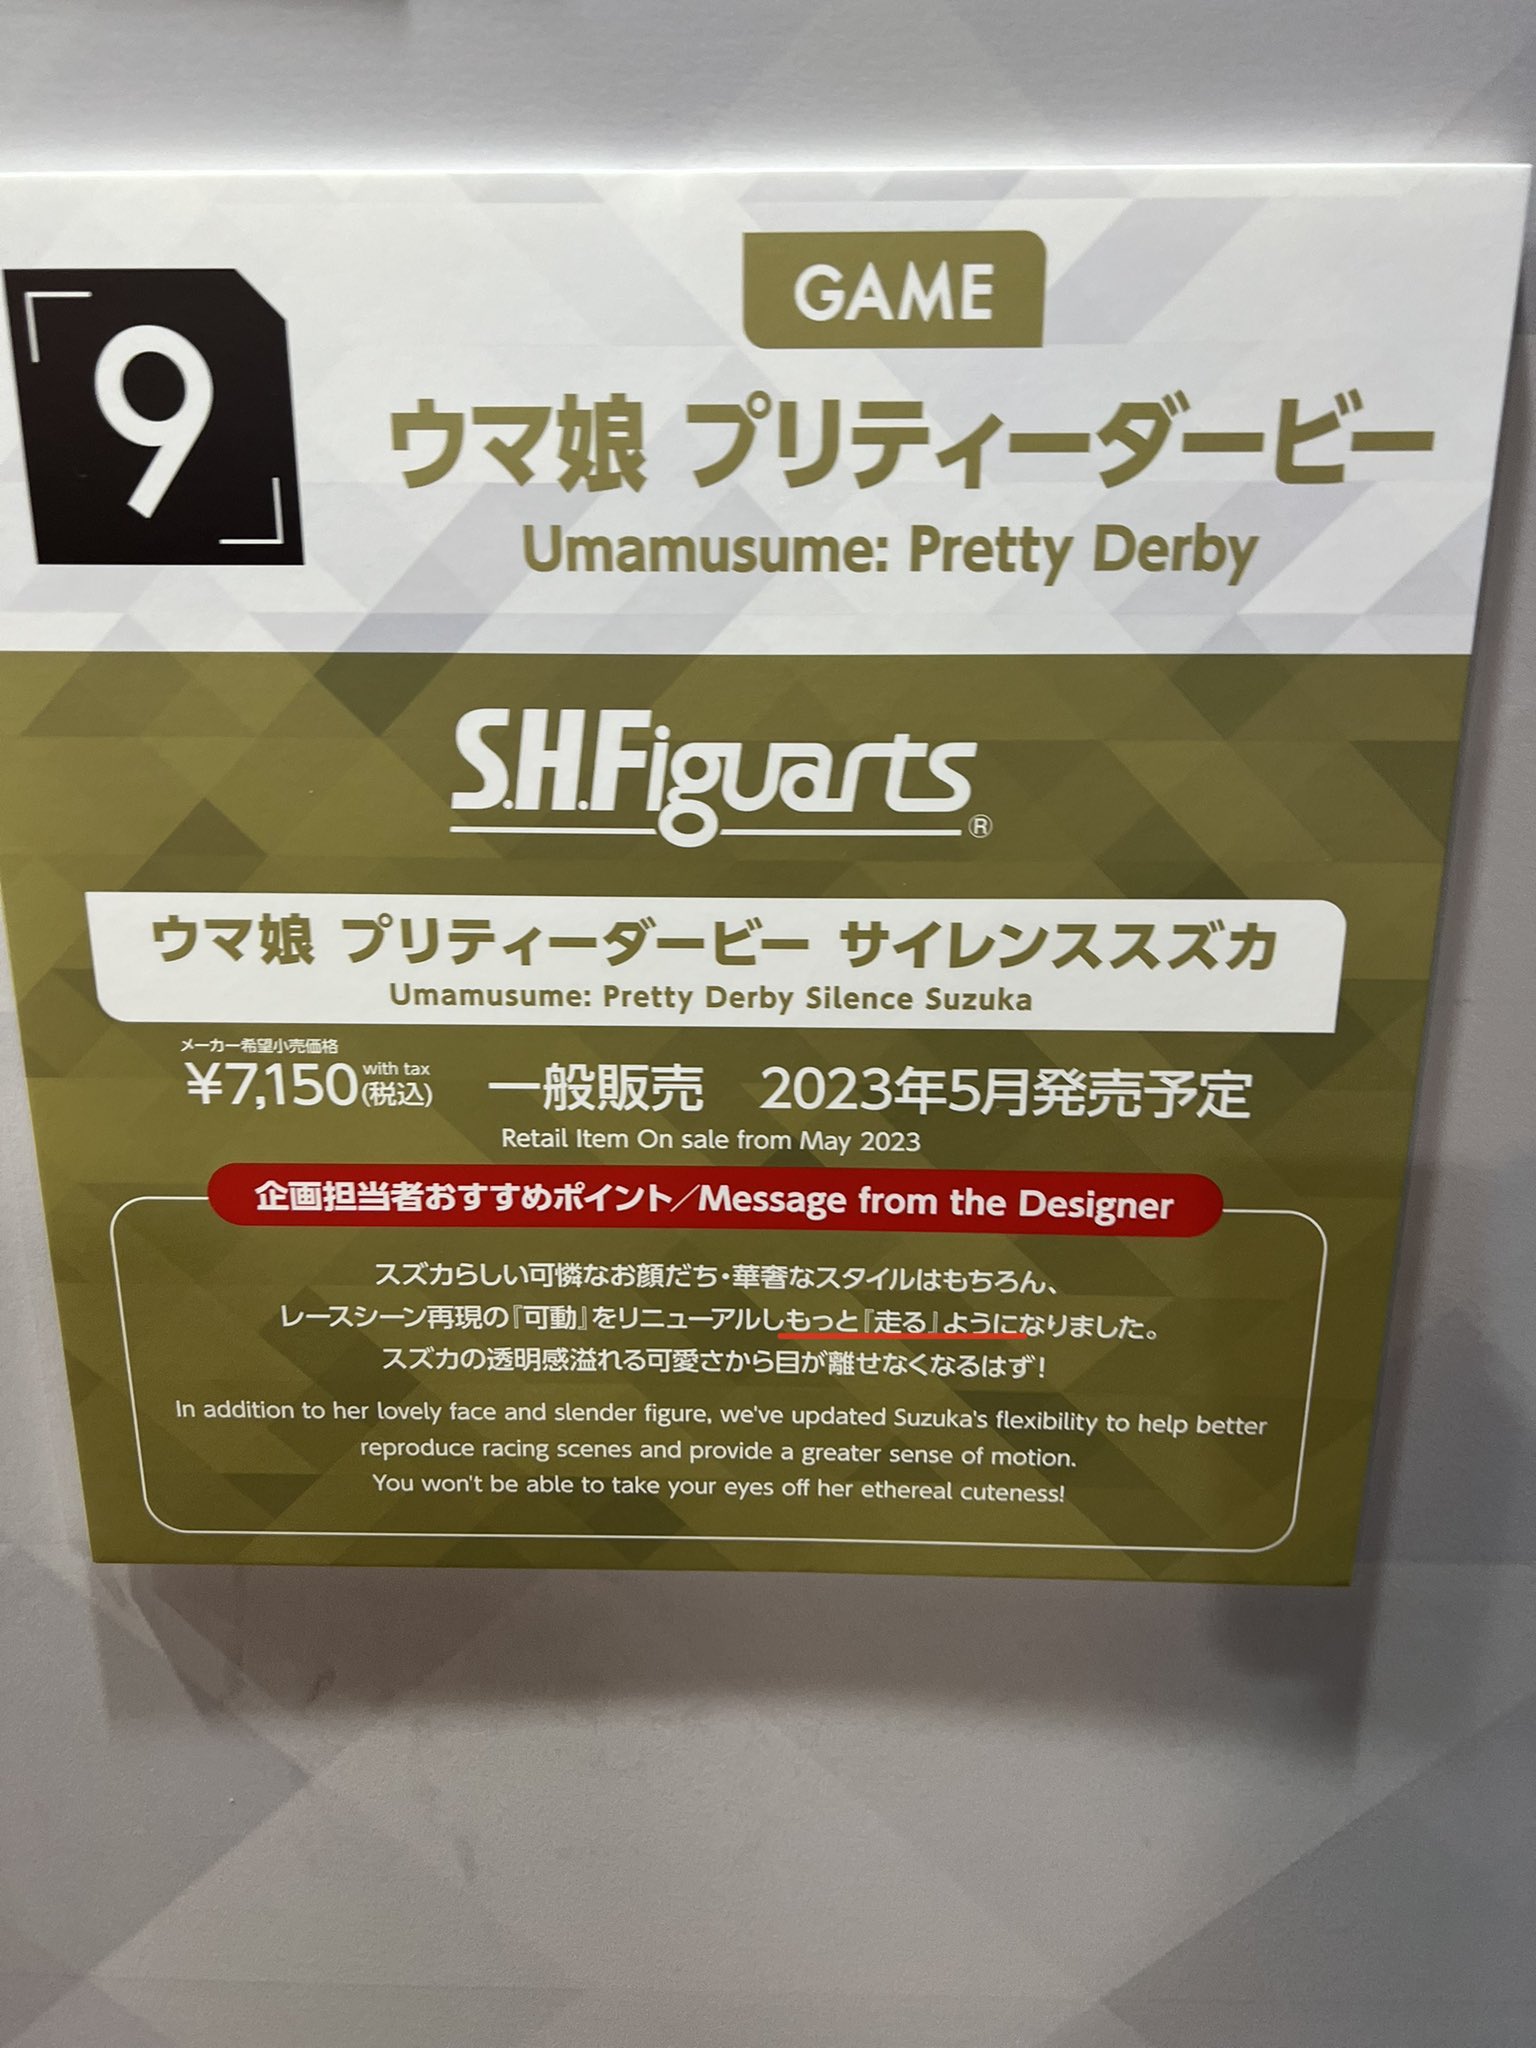 GAME
9
ウマ娘 プリティーダービー
Umamusume: Pretty Derby
S.H.Figuarts®
ウマ娘 プリティーダービー サイレンススズカ
Umamusume: Pretty Derby Silence Suzuka
メーカー希望小売価格
¥7,150 with tax (税込) 一般販売 2023年5月発売予定
Retail Item On sale from May 2023
企画担当者おすすめポイント/Message from the Designer
スズカらしい可憐なお顔だち・華奢なスタイルはもちろん、
レースシーン再現の『可動』をリニューアルしもっと『走る』ようになりました。
スズカの透明感溢れる可愛さから目が離せなくなるはず!
In addition to her lovely face and slender figure, we've updated Suzuka's flexibility to help better
reproduce racing scenes and provide a greater sense of motion.
You won't be able to take your eyes off her ethereal cuteness!